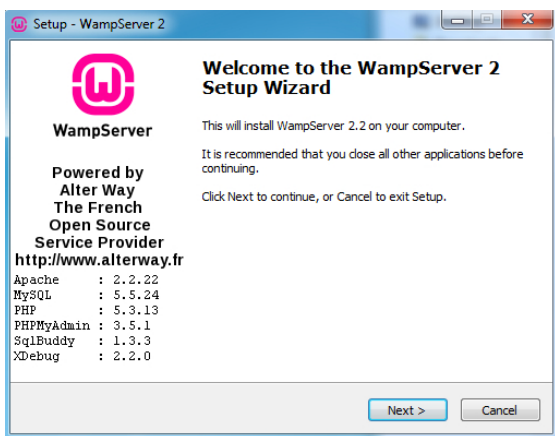 Setup - WampServer 2
WampServer
Powered by
Alter Way
The French
Open Source
Service Provider
http://www.alterway.fr
Apache : 2.2.22
MySQL : 5.5.24
PHP : 5.3.13
PHPMyAdmin : 3.5.1
SqlBuddy : 1.3.3
XDebug : 2.2.0
Welcome to the WampServer 2
Setup Wizard
This will install WampServer 2.2 on your computer.
It is recommended that you close all other applications before
continuing.
Click Next to continue, or Cancel to exit Setup.
Next >
Cancel